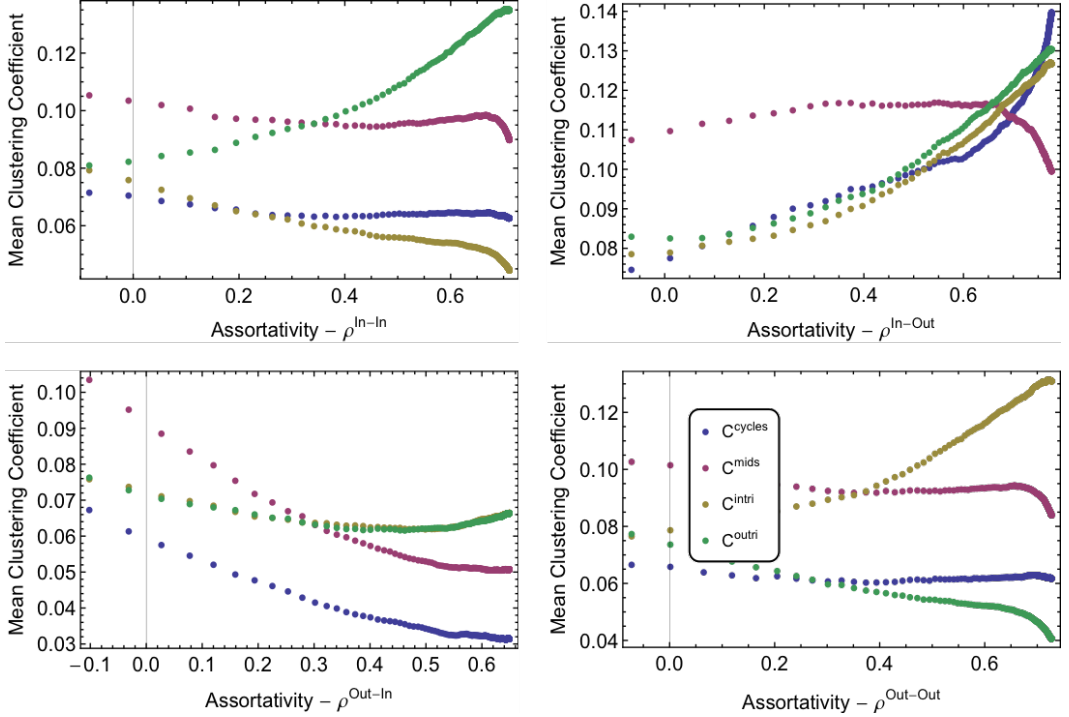 0.12
0.10
0.08
0.06
Mean Clustering Coefficient
0.0 0.2 0.4 0.6
Assortativity – ρ^In–In
0.14
0.13
0.12
0.11
0.10
0.09
0.08
Mean Clustering Coefficient
0.0 0.2 0.4 0.6
Assortativity – ρ^In–Out
0.10
0.09
0.08
0.07
0.06
0.05
0.04
0.03
Mean Clustering Coefficient
−0.1 0.0 0.1 0.2 0.3 0.4 0.5 0.6
Assortativity – ρ^Out–In
0.12
0.10
0.08
0.06
0.04
Mean Clustering Coefficient
C^cycles
C^mids
C^intri
C^outri
0.0 0.2 0.4 0.6
Assortativity – ρ^Out–Out